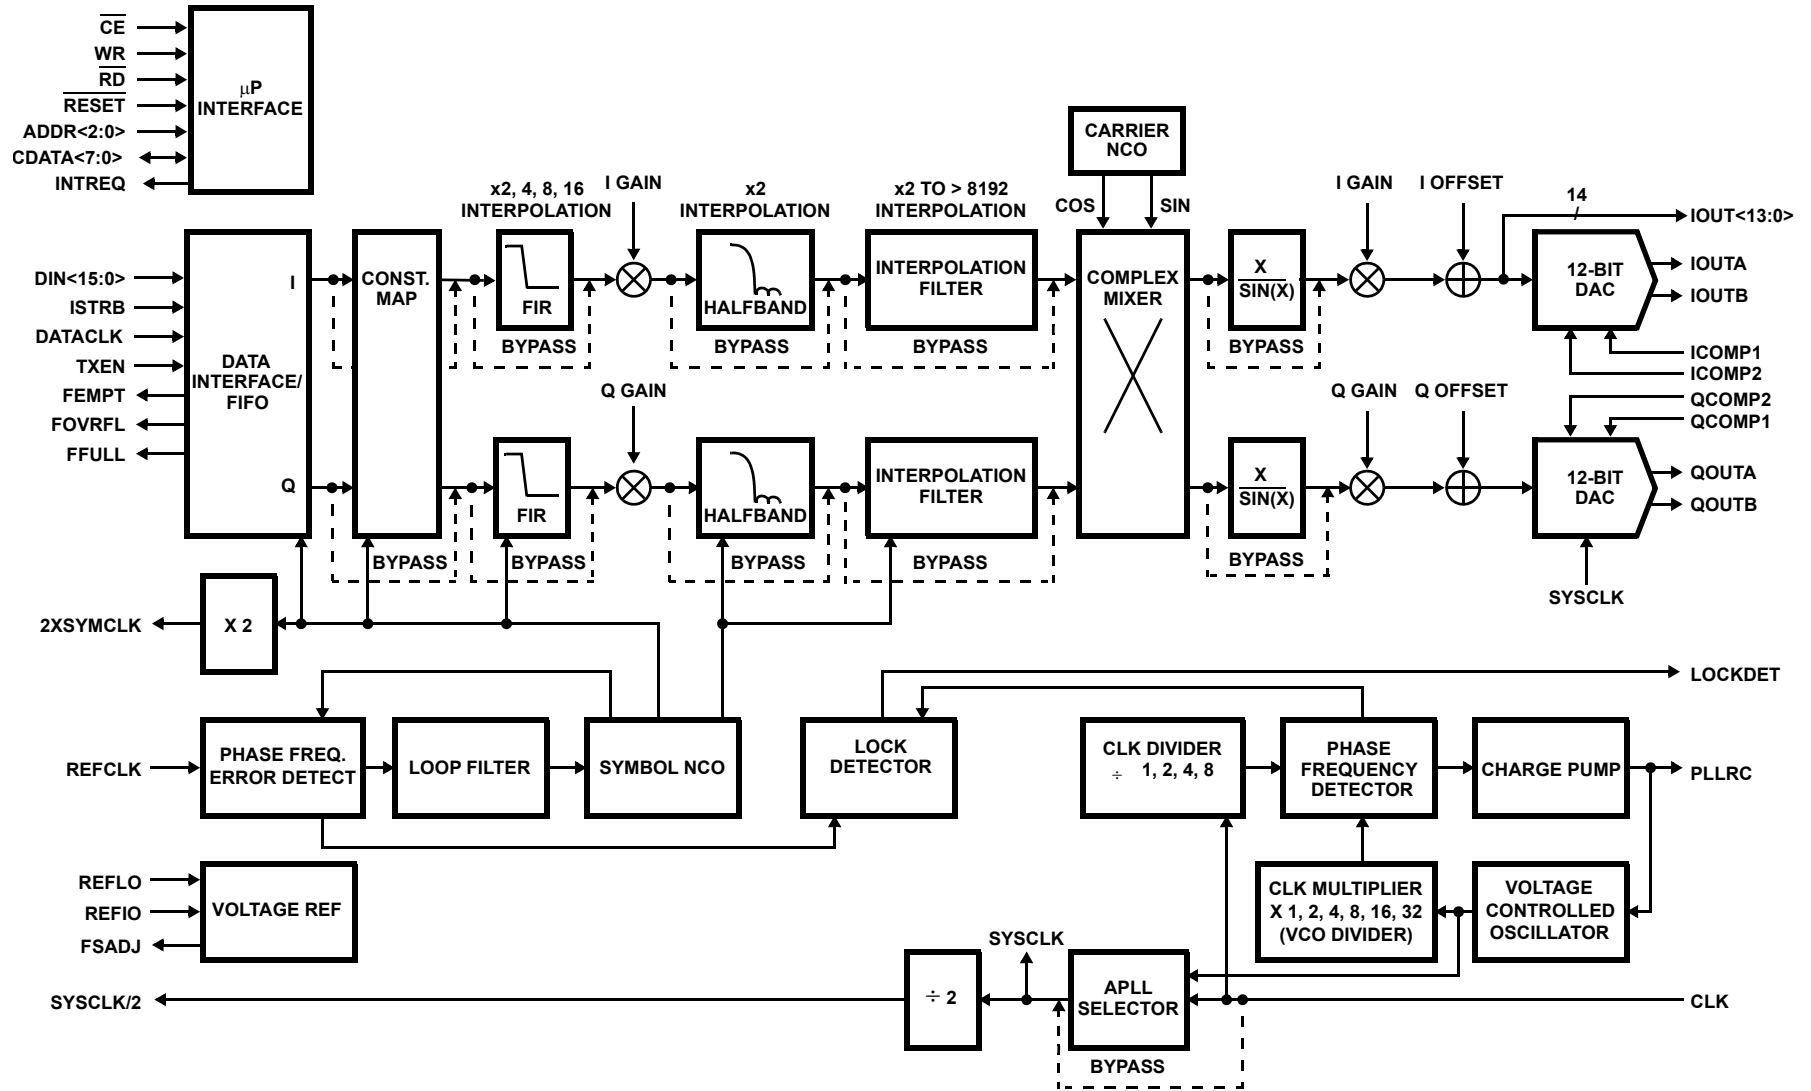 CE
WR
RD
RESET
ADDR<2:0>
CDATA<7:0>
INTREQ
µP
INTERFACE
CARRIER
NCO
COS
SIN
x2, 4, 8, 16
INTERPOLATION
I GAIN
x2
INTERPOLATION
x2 TO > 8192
INTERPOLATION
I GAIN
I OFFSET
14
IOUT<13:0>
DIN<15:0>
ISTRB
DATACLK
TXEN
FEMPT
FOVRFL
FFULL
I
DATA
INTERFACE/
FIFO
Q
CONST.
MAP
FIR
BYPASS
HALFBAND
BYPASS
INTERPOLATION
FILTER
BYPASS
COMPLEX
MIXER
X
SIN(X)
BYPASS
12-BIT
DAC
IOUTA
IOUTB
ICOMP1
ICOMP2
QCOMP2
QCOMP1
Q GAIN
Q GAIN
Q OFFSET
BYPASS
FIR
BYPASS
HALFBAND
BYPASS
INTERPOLATION
FILTER
BYPASS
X
SIN(X)
BYPASS
12-BIT
DAC
QOUTA
QOUTB
SYSCLK
2XSYMCLK
X 2
LOCKDET
REFCLK
PHASE FREQ.
ERROR DETECT
LOOP FILTER
SYMBOL NCO
LOCK
DETECTOR
CLK DIVIDER
÷ 1, 2, 4, 8
PHASE
FREQUENCY
DETECTOR
CHARGE PUMP
PLLRC
REFLO
REFIO
FSADJ
VOLTAGE REF
CLK MULTIPLIER
X 1, 2, 4, 8, 16, 32
(VCO DIVIDER)
VOLTAGE
CONTROLLED
OSCILLATOR
SYSCLK
SYSCLK/2
÷ 2
APLL
SELECTOR
CLK
BYPASS